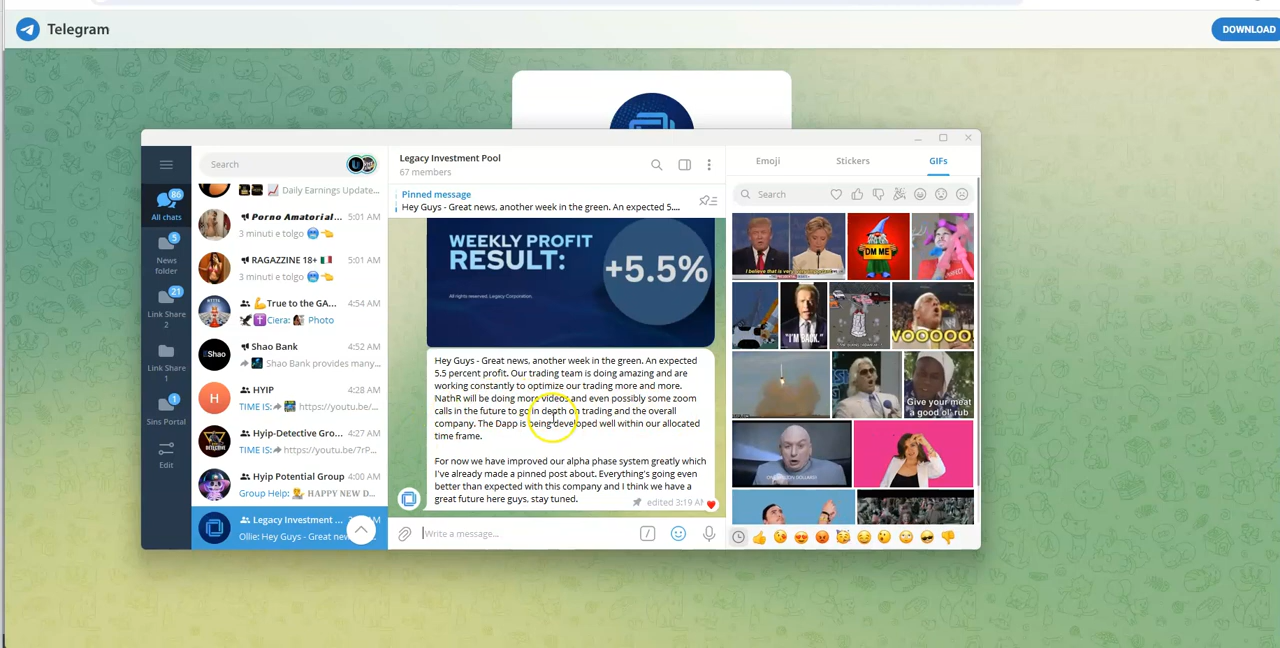 Telegram
DOWNLOAD
Search
Daily Earnings Update...
Porno Amatorial...
5:01 AM
3 minuti e tolgo
RAGAZZINE 18+
5:01 AM
3 minuti e tolgo
True to the GA...
4:54 AM
Ciera: Photo
Shao Bank
4:52 AM
Shao
Shao Bank provides many...
HYIP
4:28 AM
H
TIME IS: https://youtu.be/...
Hyip-Detective Gro...
4:27 AM
TIME IS: https://youtu.be/7rP...
Hyip Potential Group
4:00 AM
Group Help: HAPPY NEW D...
Legacy Investment ...
Ollie: Hey Guys - Great new
86
All chats
5
News
folder
21
Link Share
2
Link Share
1
1
Sins Portal
Edit
Legacy Investment Pool
67 members
Pinned message
Hey Guys - Great news, another week in the green. An expected 5....
WEEKLY PROFIT
RESULT:
+5.5%
All rights reserved, Legacy Corporation.
Hey Guys - Great news, another week in the green. An expected
5.5 percent profit. Our trading team is doing amazing and are
working constantly to optimize our trading more and more.
NathR will be doing more videos and even possibly some zoom
calls in the future to go in depth on trading and the overall
company. The Dapp is being developed well within our allocated
time frame.
For now we have improved our alpha phase system greatly which
I've already made a pinned post about. Everything's going even
better than expected with this company and I think we have a
great future here guys, stay tuned.
edited 3:19 AM
Write a message...
Emoji
Stickers
GIFs
Search
I believe that is very
DM ME
"I'M BACK."
OOOOO
Give your meat
a good ol' rub
DOLLARS!